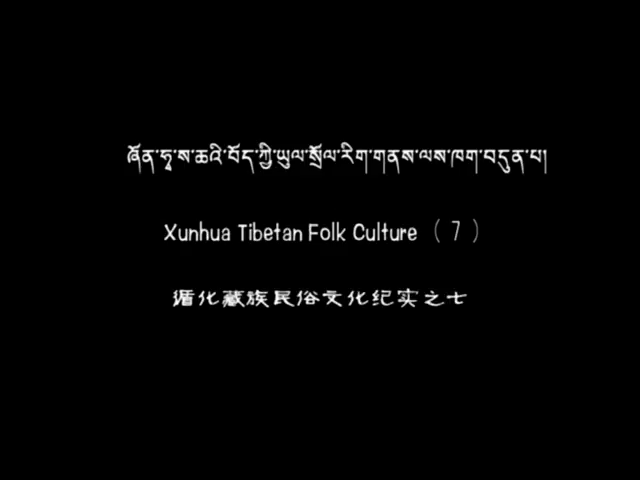 ཞོན་ཧྭ་ས་ཆའི་བོད་ཀྱི་ཡུལ་སྲོལ་རིག་གནས་ལས་ཁག་བདུན་པ།
Xunhua Tibetan Folk Culture （ 7 ）
循化藏族民俗文化纪实之七